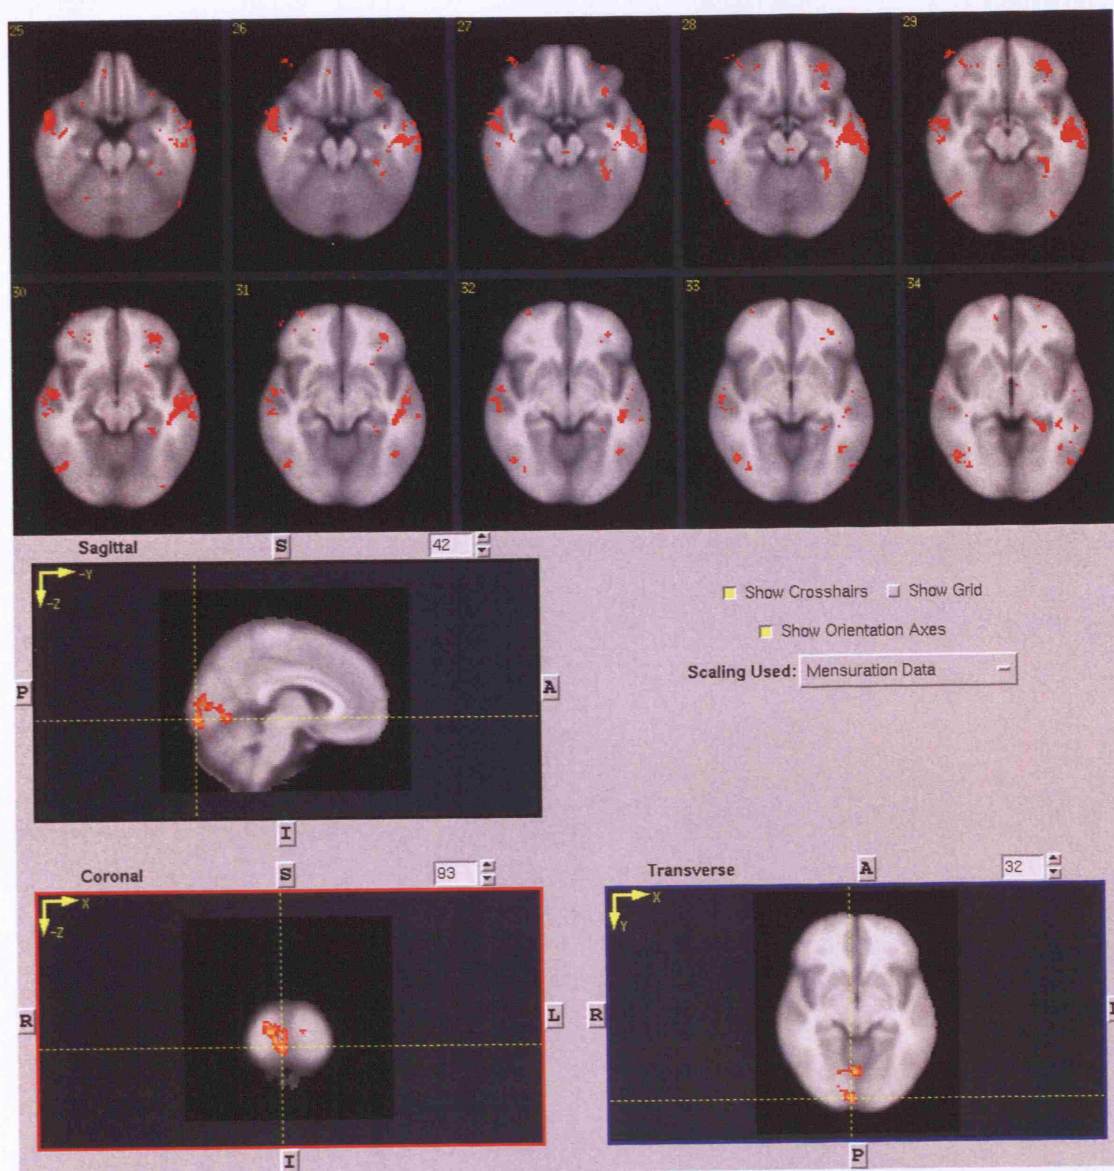 25 26 27 28 29
30 31 32 33 34
Sagittal S 42
-Y
-Z
Show Crosshairs Show Grid
Show Orientation Axes
Scaling Used: Mensuration Data
P A
I
Coronal S 93
Transverse A 32
X
-Z
X
Y
R L R
I P